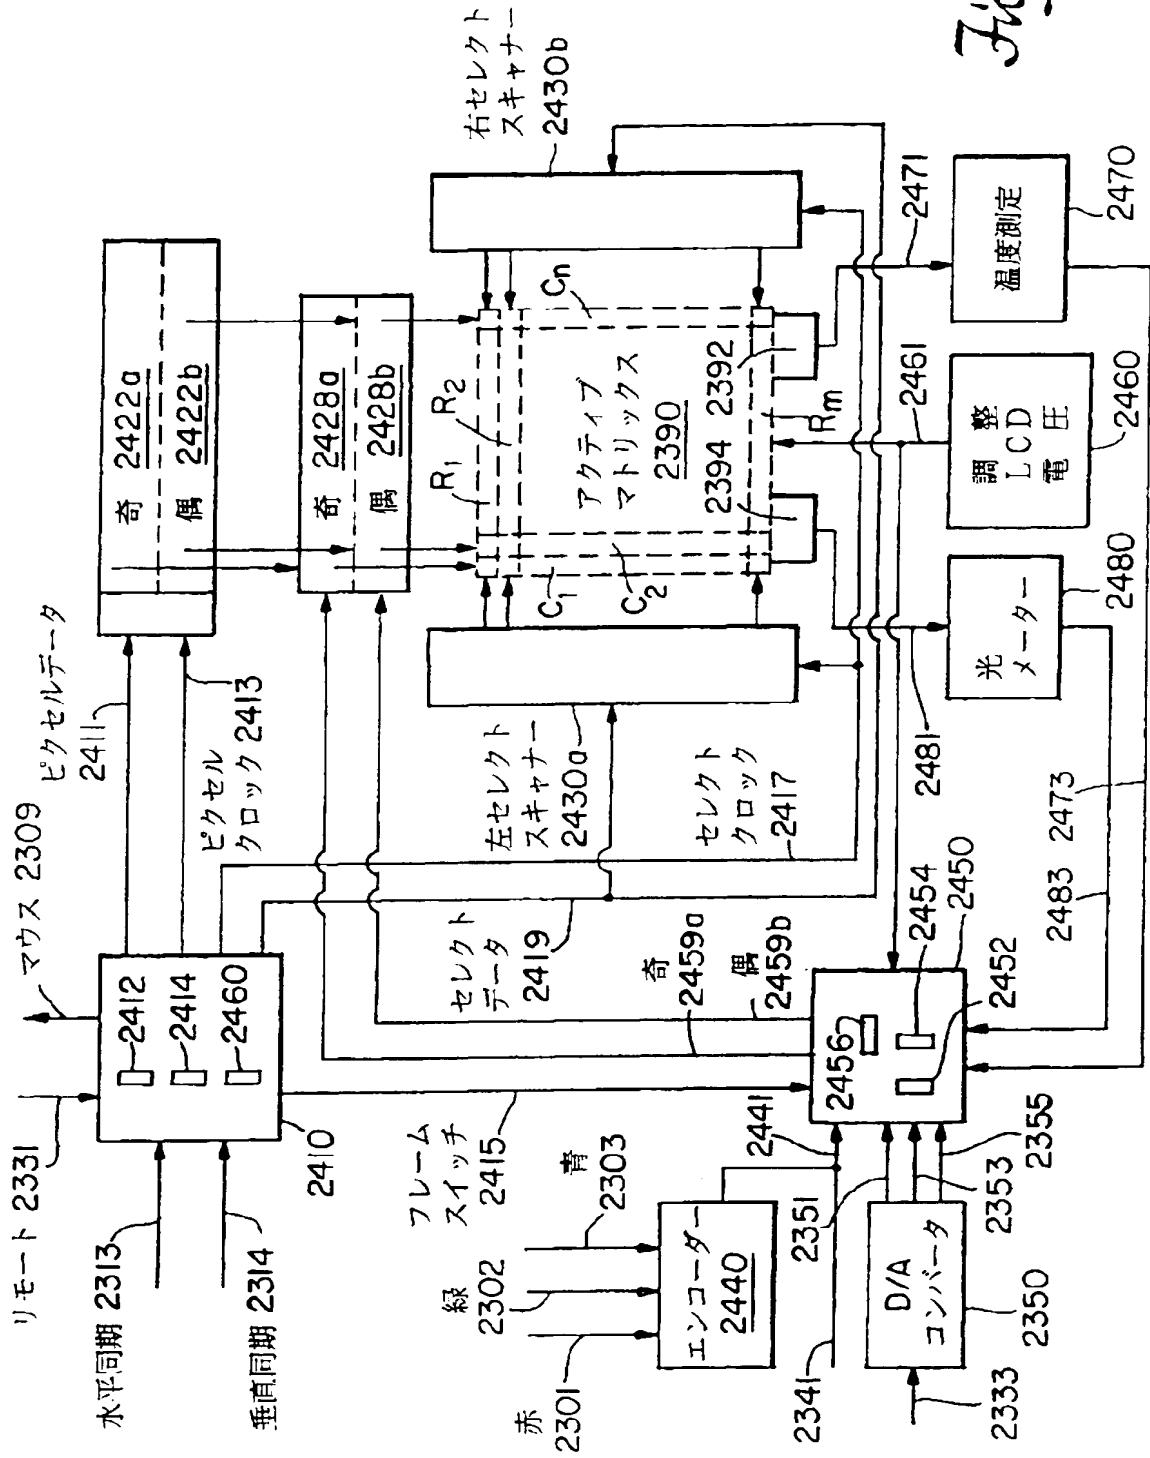 リモート 2331
マウス 2309
水平同期 2313
垂直同期 2314
2412
2414
2460
2410
ピクセルデータ
2411
ピクセル
クロック 2413
奇 2422a
偶 2422b
奇 2428a
偶 2428b
右セレクト
スキャナー
2430b
左セレクト
スキャナー
2430a
R1
R2
Rm
C1
C2
Cn
アクティブ
マトリックス
2390
2394
2392
セレクト
クロック
2417
セレクト
データ
2419
フレーム
スイッチ
2415
奇
2459a
偶
2459b
赤
2301
緑
2302
青
2303
エンコーダー
2440
2441
2341
2351
2353
2355
D/A
コンバータ
2350
2333
2456
2454
2452
2450
2483
2473
2481
光
メーター
2480
調整
LCD
電圧
2460
2461
温度測定
2470
2471